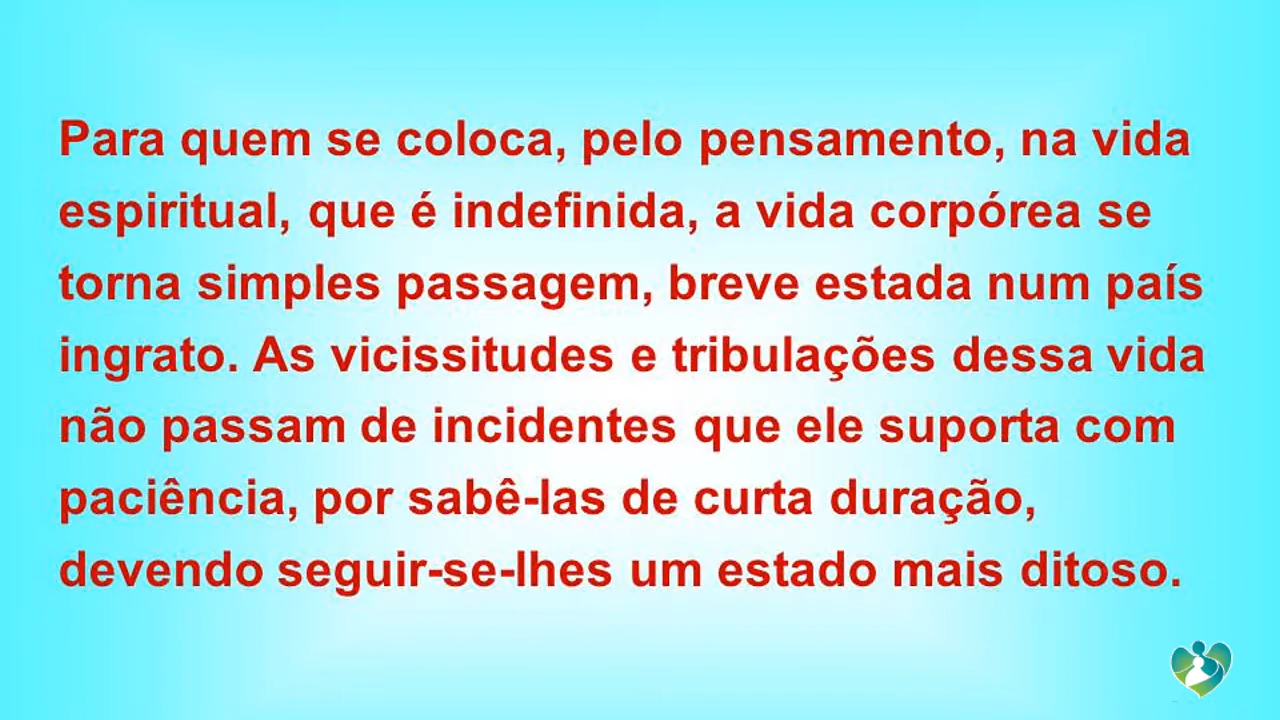 Para quem se coloca, pelo pensamento, na vida
espiritual, que é indefinida, a vida corpórea se
torna simples passagem, breve estada num país
ingrato. As vicissitudes e tribulações dessa vida
não passam de incidentes que ele suporta com
paciência, por sabê-las de curta duração,
devendo seguir-se-lhes um estado mais ditoso.